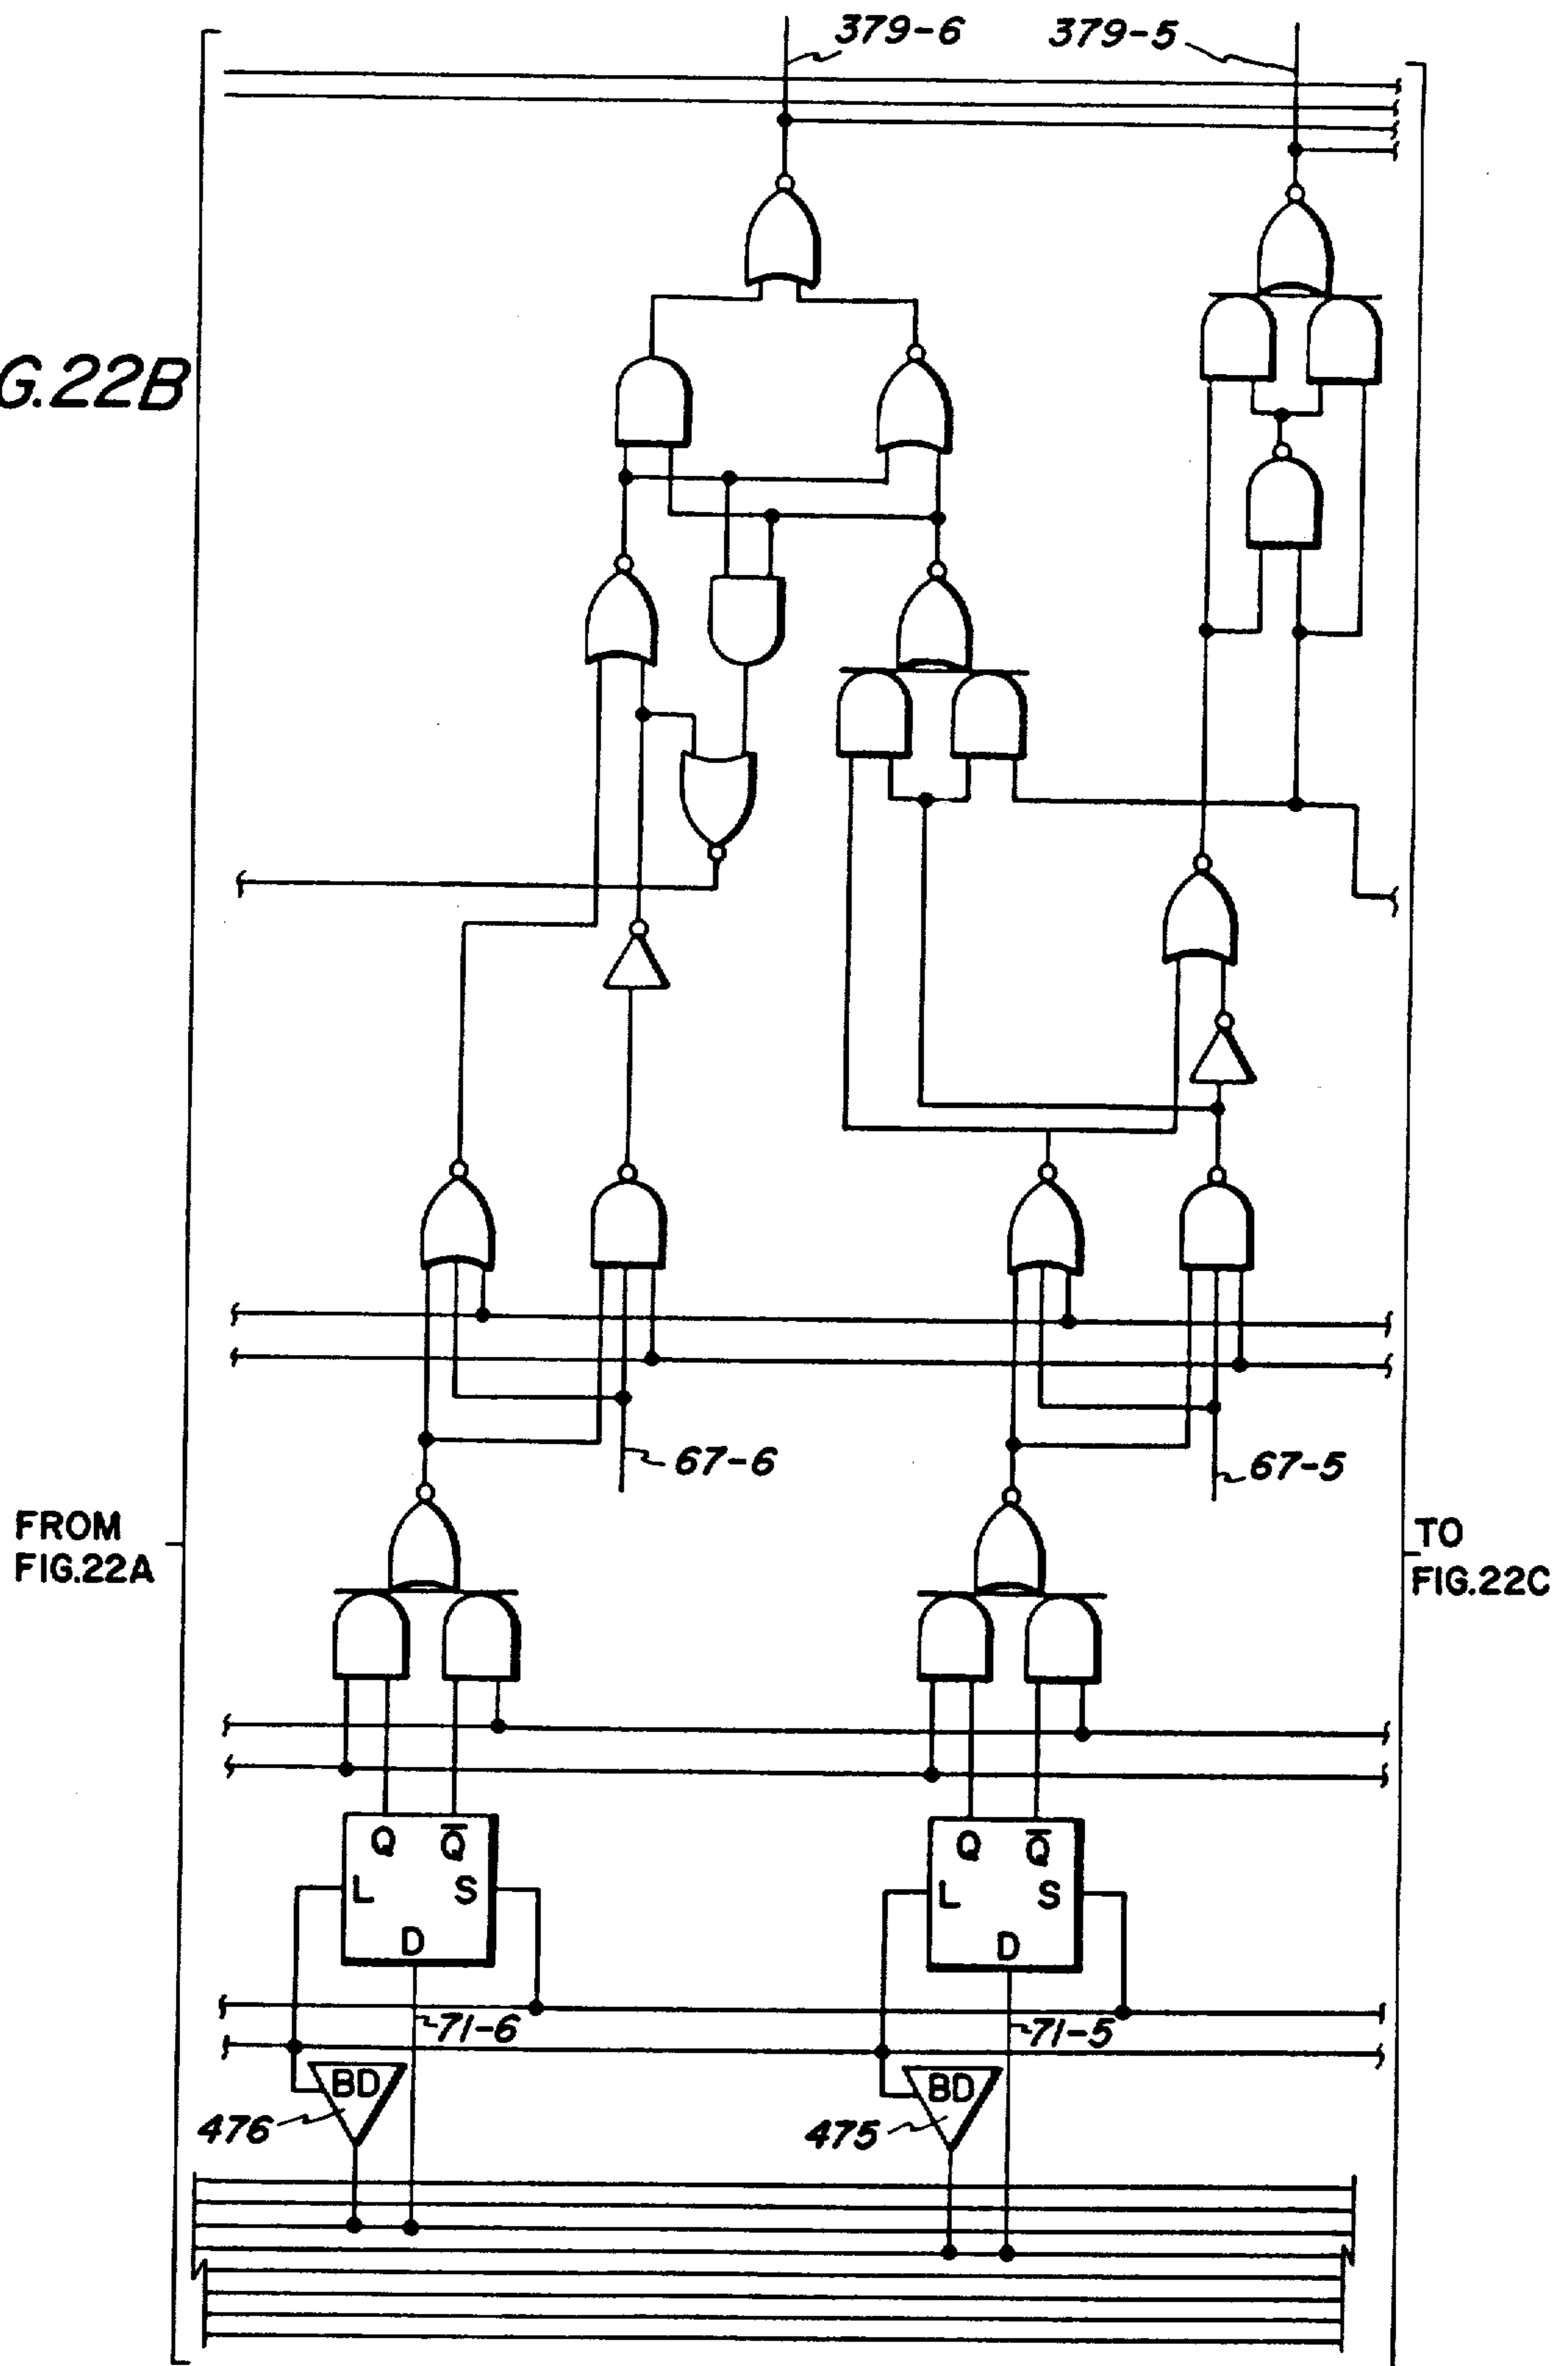 379-6 379-5
G.22B
67-6 67-5
FROM
FIG.22A
TO
FIG.22C
Q Q̅ Q Q̅
L S L S
D D
71-6 71-5
BD BD
476 475